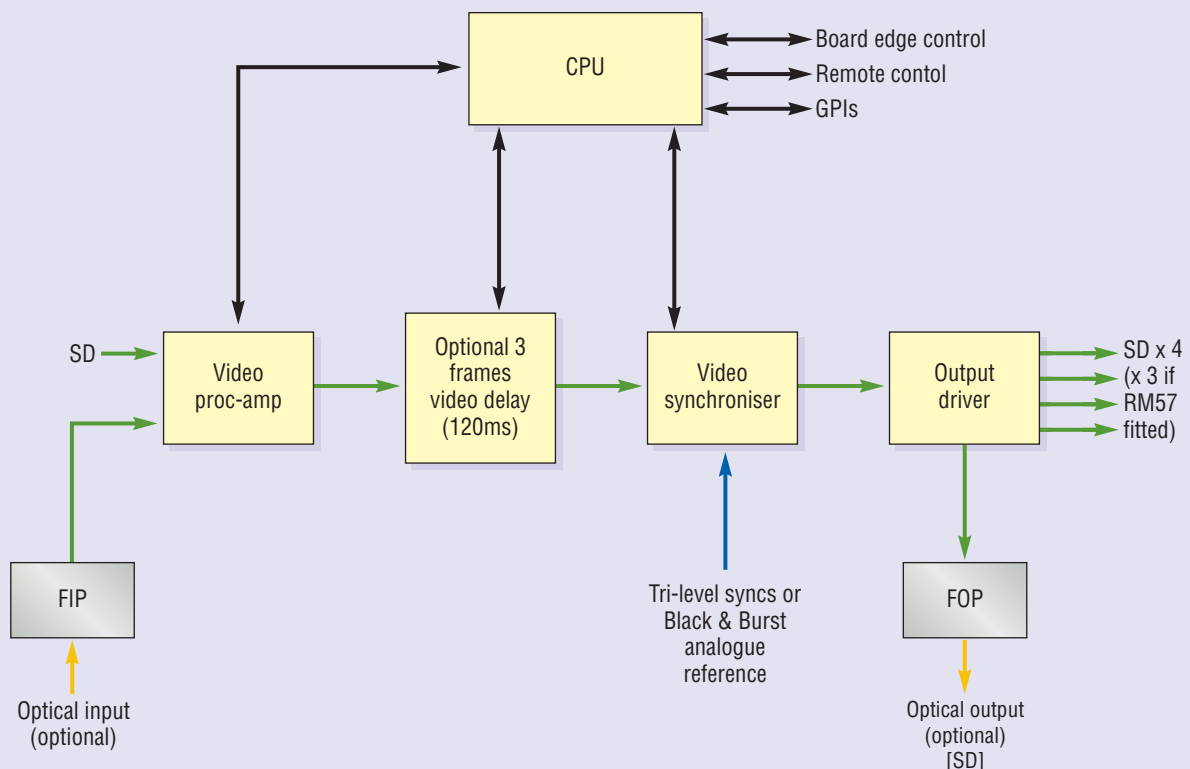 CPU
Board edge control
Remote contol
GPIs
SD
Video
proc-amp
Optional 3
frames
video delay
(120ms)
Video
synchroniser
Output
driver
SD x 4
(x 3 if
RM57
fitted)
FIP
Optical input
(optional)
Tri-level syncs or
Black & Burst
analogue
reference
FOP
Optical output
(optional)
[SD]